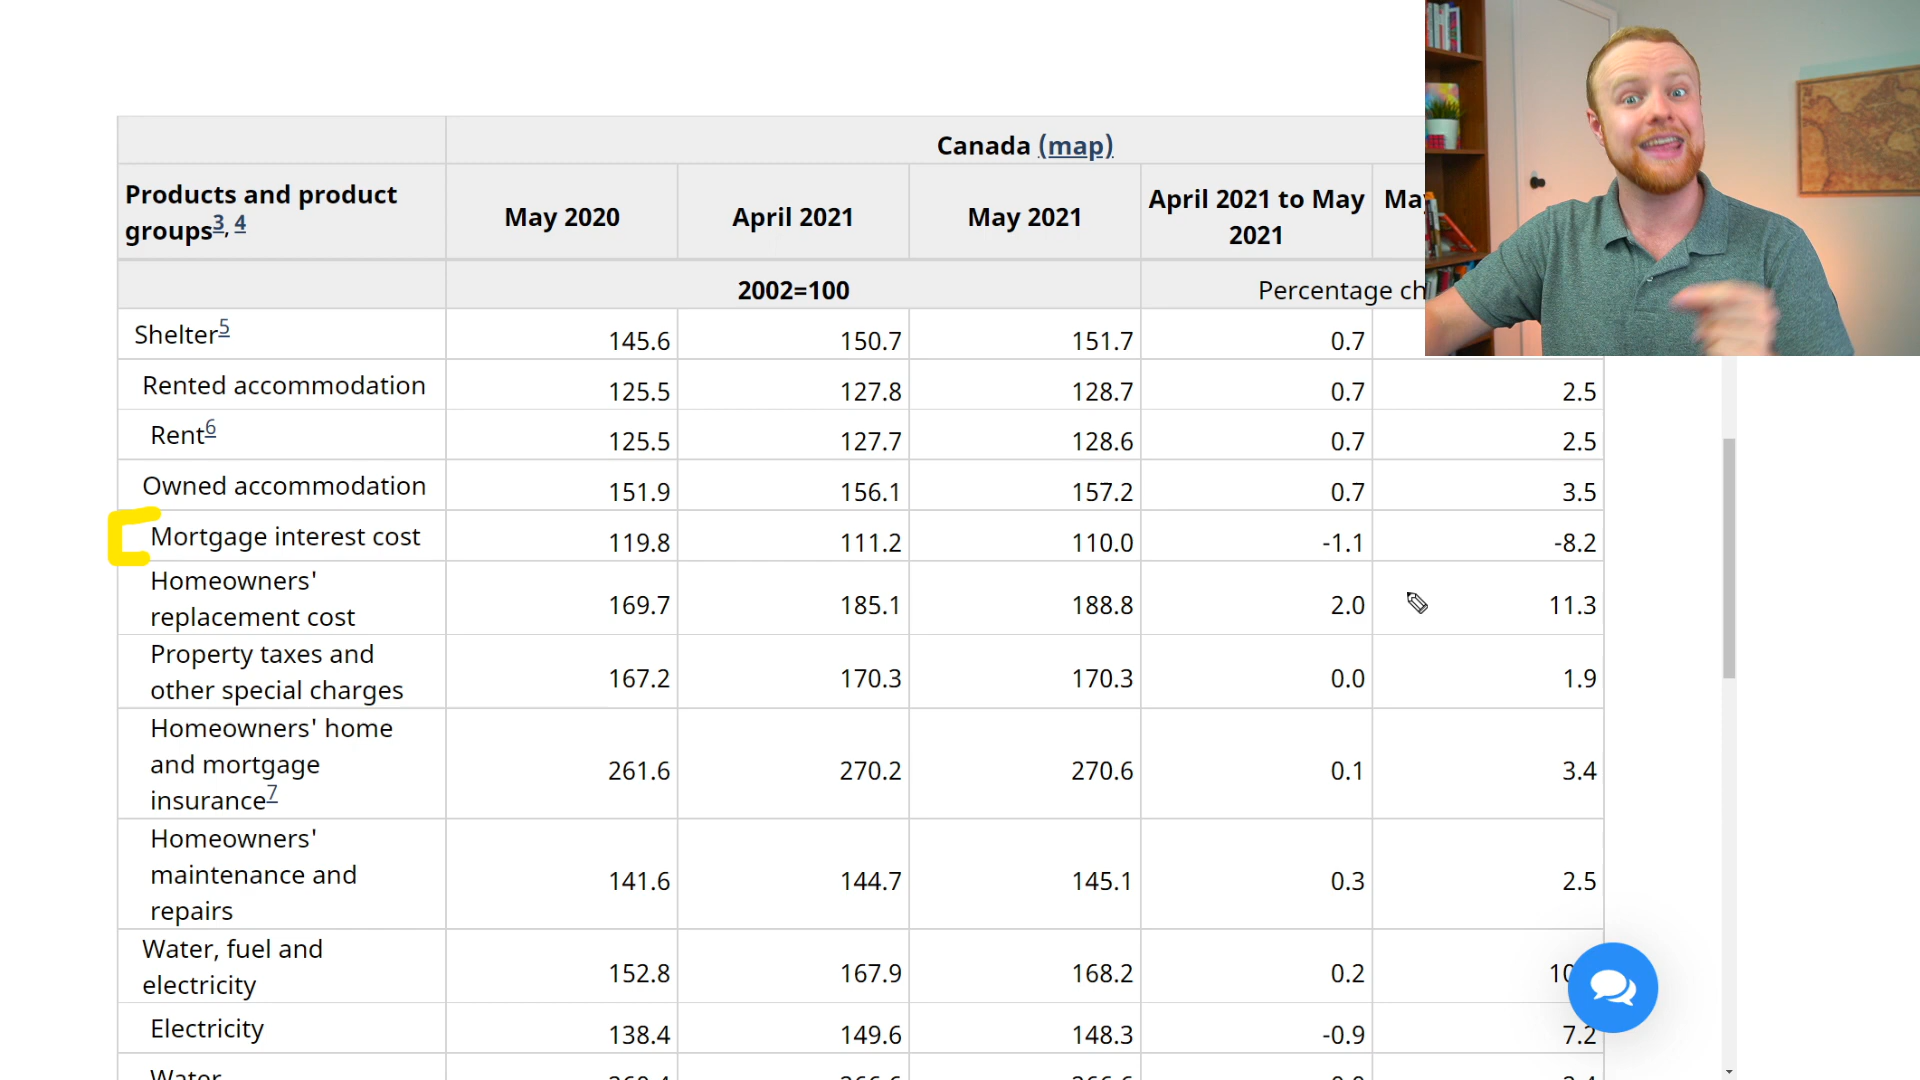 Canada (map)
Products and product groups3, 4 May 2020 April 2021 May 2021 April 2021 to May 2021
2002=100 Percentage
Shelter5 145.6 150.7 151.7 0.7
Rented accommodation 125.5 127.8 128.7 0.7 2.5
Rent6 125.5 127.7 128.6 0.7 2.5
Owned accommodation 151.9 156.1 157.2 0.7 3.5
Mortgage interest cost 119.8 111.2 110.0 -1.1 -8.2
Homeowners' replacement cost 169.7 185.1 188.8 2.0 11.3
Property taxes and other special charges 167.2 170.3 170.3 0.0 1.9
Homeowners' home and mortgage insurance7 261.6 270.2 270.6 0.1 3.4
Homeowners' maintenance and repairs 141.6 144.7 145.1 0.3 2.5
Water, fuel and electricity 152.8 167.9 168.2 0.2
Electricity 138.4 149.6 148.3 -0.9 7.2
Water